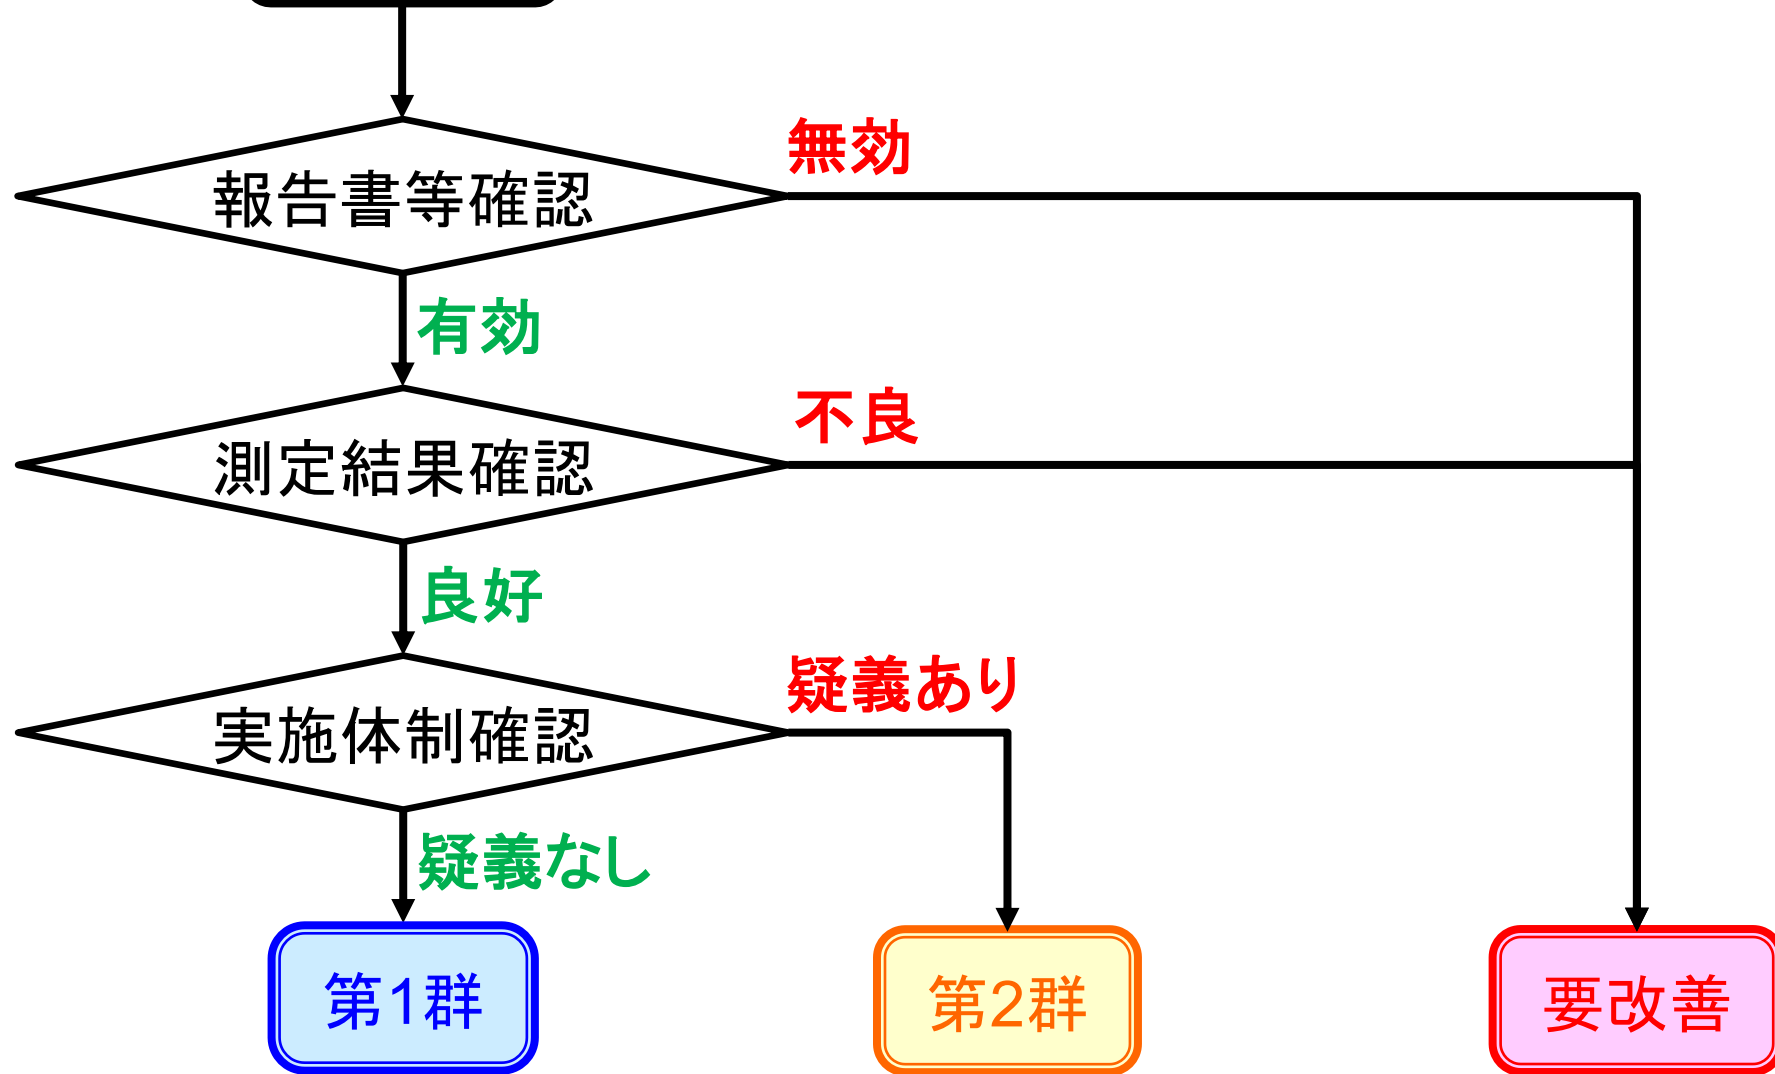 無効
報告書等確認
有効
不良
測定結果確認
良好
疑義あり
実施体制確認
疑義なし
第1群
第2群
要改善